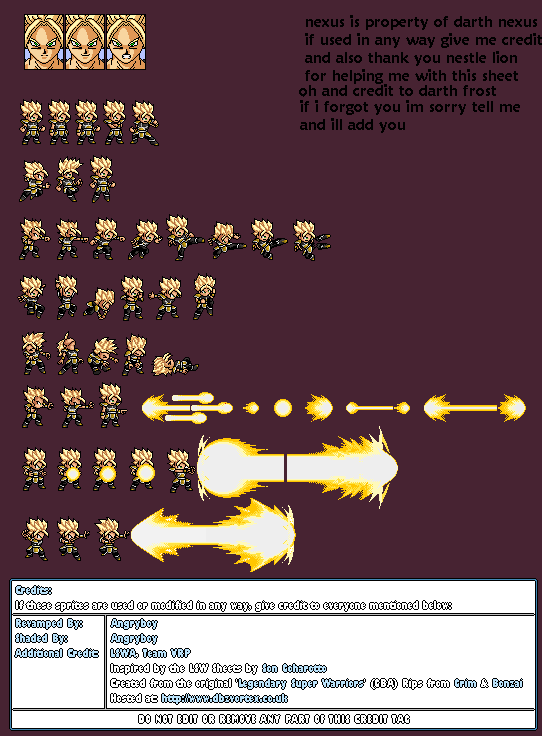 nexus is property of darth nexus
if used in any way give me credit
and also thank you nestle lion
for helping me with this sheet
oh and credit to darth frost
if i forgot you im sorry tell me
and ill add you
Credits:
If these sprites are used or modified in any way, give credit to everyone mentioned below:
Revamped By: Angryboy
Shaded By: Angryboy
Additional Credit: LSWA, Team VRP
Inspired by the LSW Sheets by Son Goharotto
Created from the original 'Legendary Super Warriors' (GBA) Rips from Grim & Bonzai
Hosted at: http://www.dbzvortex.co.uk
DO NOT EDIT OR REMOVE ANY PART OF THIS CREDIT TAG